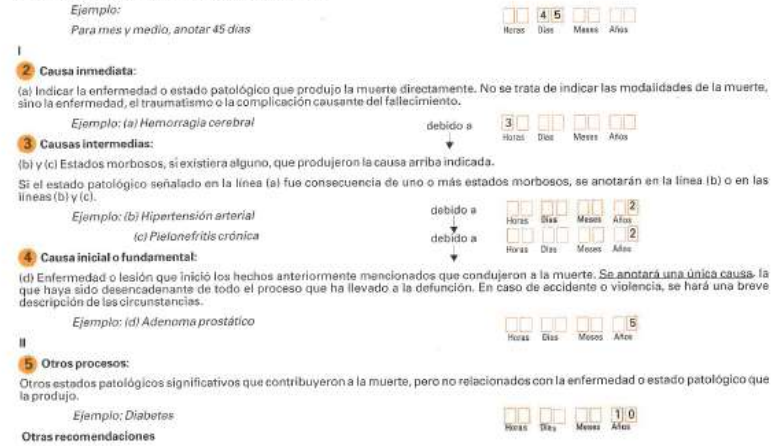 Ejemplo:
Para mes y medio, anotar 45 días
4 5
Horas Días Meses Años
I
2 Causa inmediata:
(a) Indicar la enfermedad o estado patológico que produjo la muerte directamente. No se trata de indicar las modalidades de la muerte,
sino la enfermedad, el traumatismo o la complicación causante del fallecimiento.
Ejemplo: (a) Hemorragia cerebral
debido a
3
Horas Días Meses Años
3 Causas intermedias:
(b) y (c) Estados morbosos, si existiera alguno, que produjeron la causa arriba indicada.
Si el estado patológico señalado en la línea (a) fue consecuencia de uno o más estados morbosos, se anotarán en la línea (b) o en las
líneas (b) y (c).
Ejemplo: (b) Hipertensión arterial
debido a
2
Horas Días Meses Años
(c) Pielonefritis crónica
debido a
2
Horas Días Meses Años
4 Causa inicial o fundamental:
(d) Enfermedad o lesión que inició los hechos anteriormente mencionados que condujeron a la muerte. Se anotará una única causa, la
que haya sido desencadenante de todo el proceso que ha llevado a la defunción. En caso de accidente o violencia, se hará una breve
descripción de las circunstancias.
Ejemplo: (d) Adenoma prostático
5
Horas Días Meses Años
II
5 Otros procesos:
Otros estados patológicos significativos que contribuyeron a la muerte, pero no relacionados con la enfermedad o estado patológico que
la produjo.
Ejemplo: Diabetes
1 0
Horas Días Meses Años
Otras recomendaciones